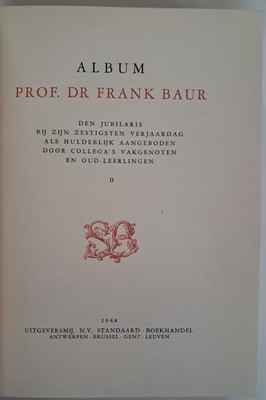 ALBUM
PROF. DR FRANK BAUR
DEN JUBILARIS
BIJ ZIJN ZESTIGSTEN VERJAARDAG
ALS HULDEBLIJK AANGEBODEN
DOOR COLLEGA'S VAKGENOTEN
EN OUD-LEERLINGEN
II
SB
1948
UITGEVERSMIJ. N.V. STANDAARD-BOEKHANDEL
ANTWERPEN - BRUSSEL - GENT - LEUVEN